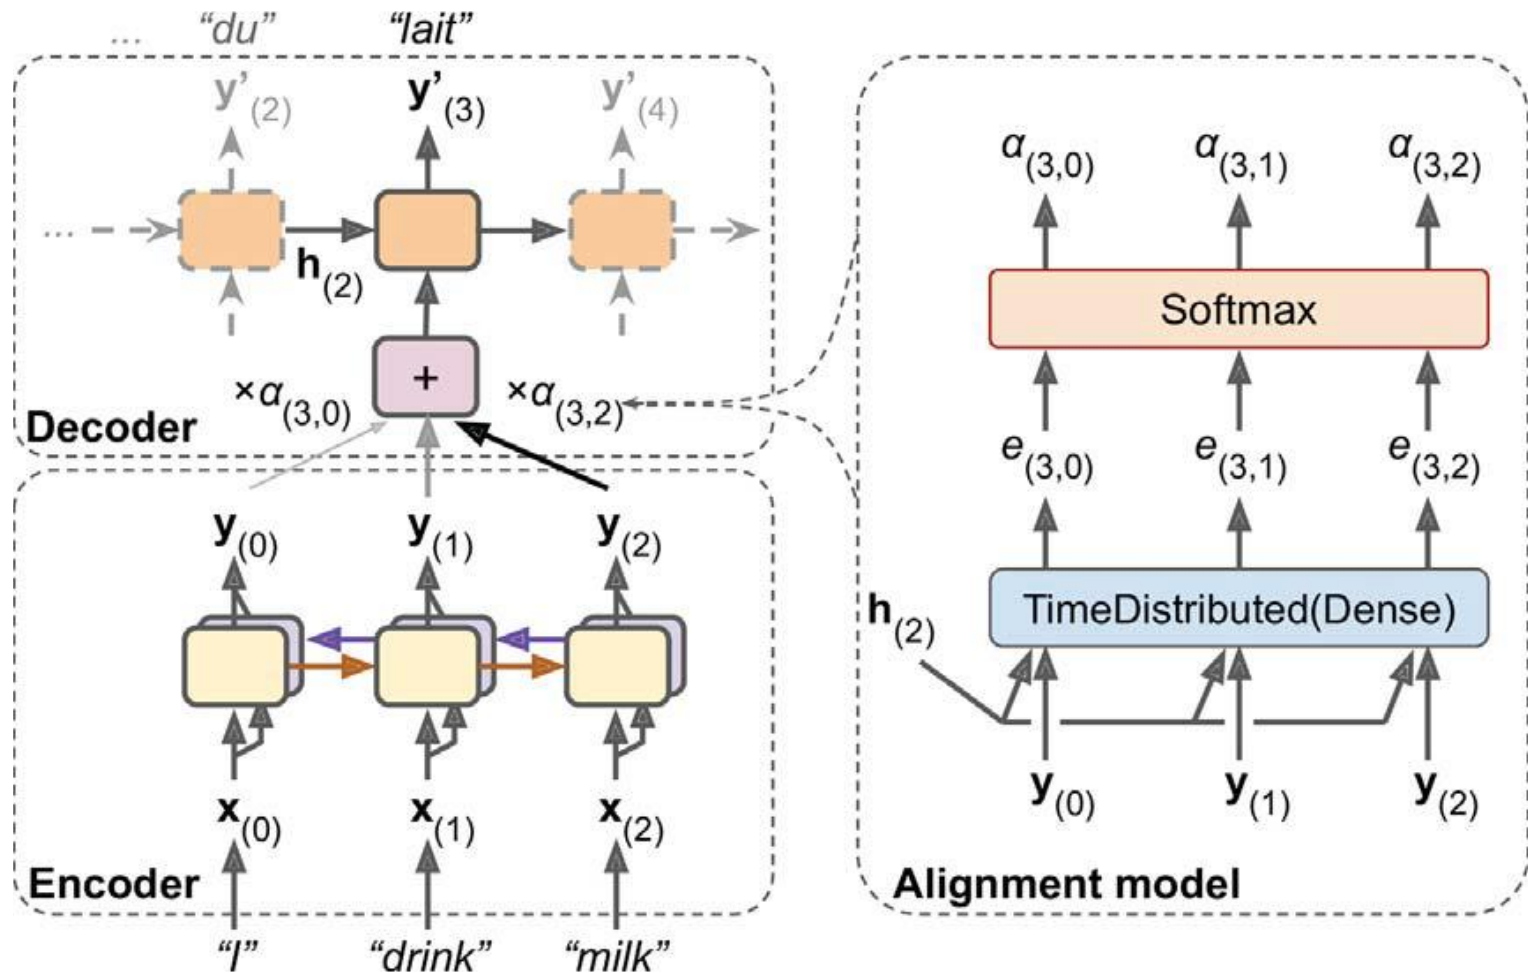 ... “du” “lait”
y’(2) y’(3) y’(4)
...
h(2)
+
×α(3,0) ×α(3,2)
Decoder
y(0) y(1) y(2)
x(0) x(1) x(2)
Encoder
“I” “drink” “milk”
α(3,0) α(3,1) α(3,2)
Softmax
e(3,0) e(3,1) e(3,2)
TimeDistributed(Dense)
h(2)
y(0) y(1) y(2)
Alignment model